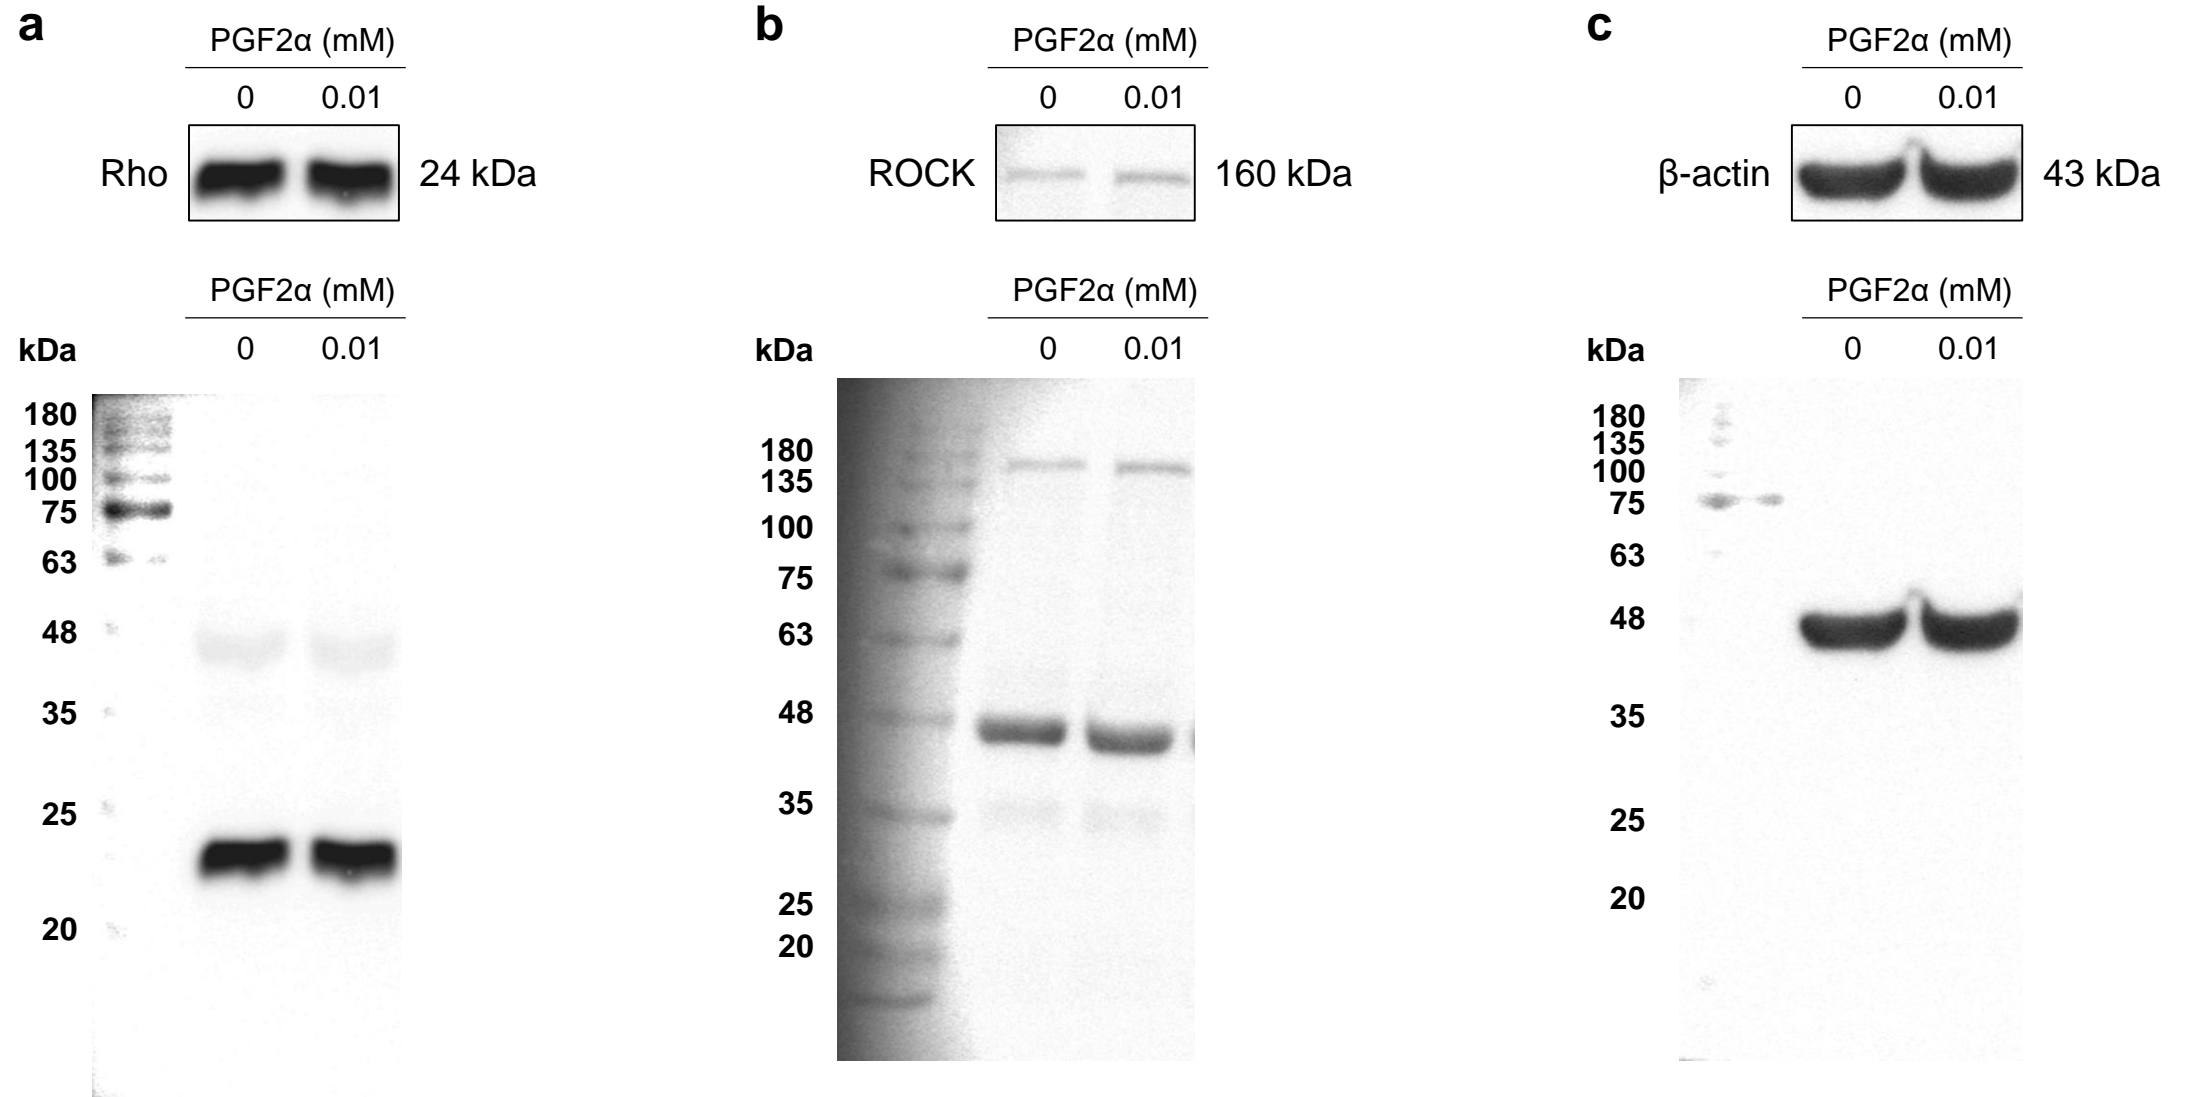 a
PGF2α (mM)
0 0.01
Rho 24 kDa
PGF2α (mM)
kDa 0 0.01
180
135
100
75
63
48
35
25
20
b
PGF2α (mM)
0 0.01
ROCK 160 kDa
PGF2α (mM)
kDa 0 0.01
180
135
100
75
63
48
35
25
20
c
PGF2α (mM)
0 0.01
β-actin 43 kDa
PGF2α (mM)
kDa 0 0.01
180
135
100
75
63
48
35
25
20